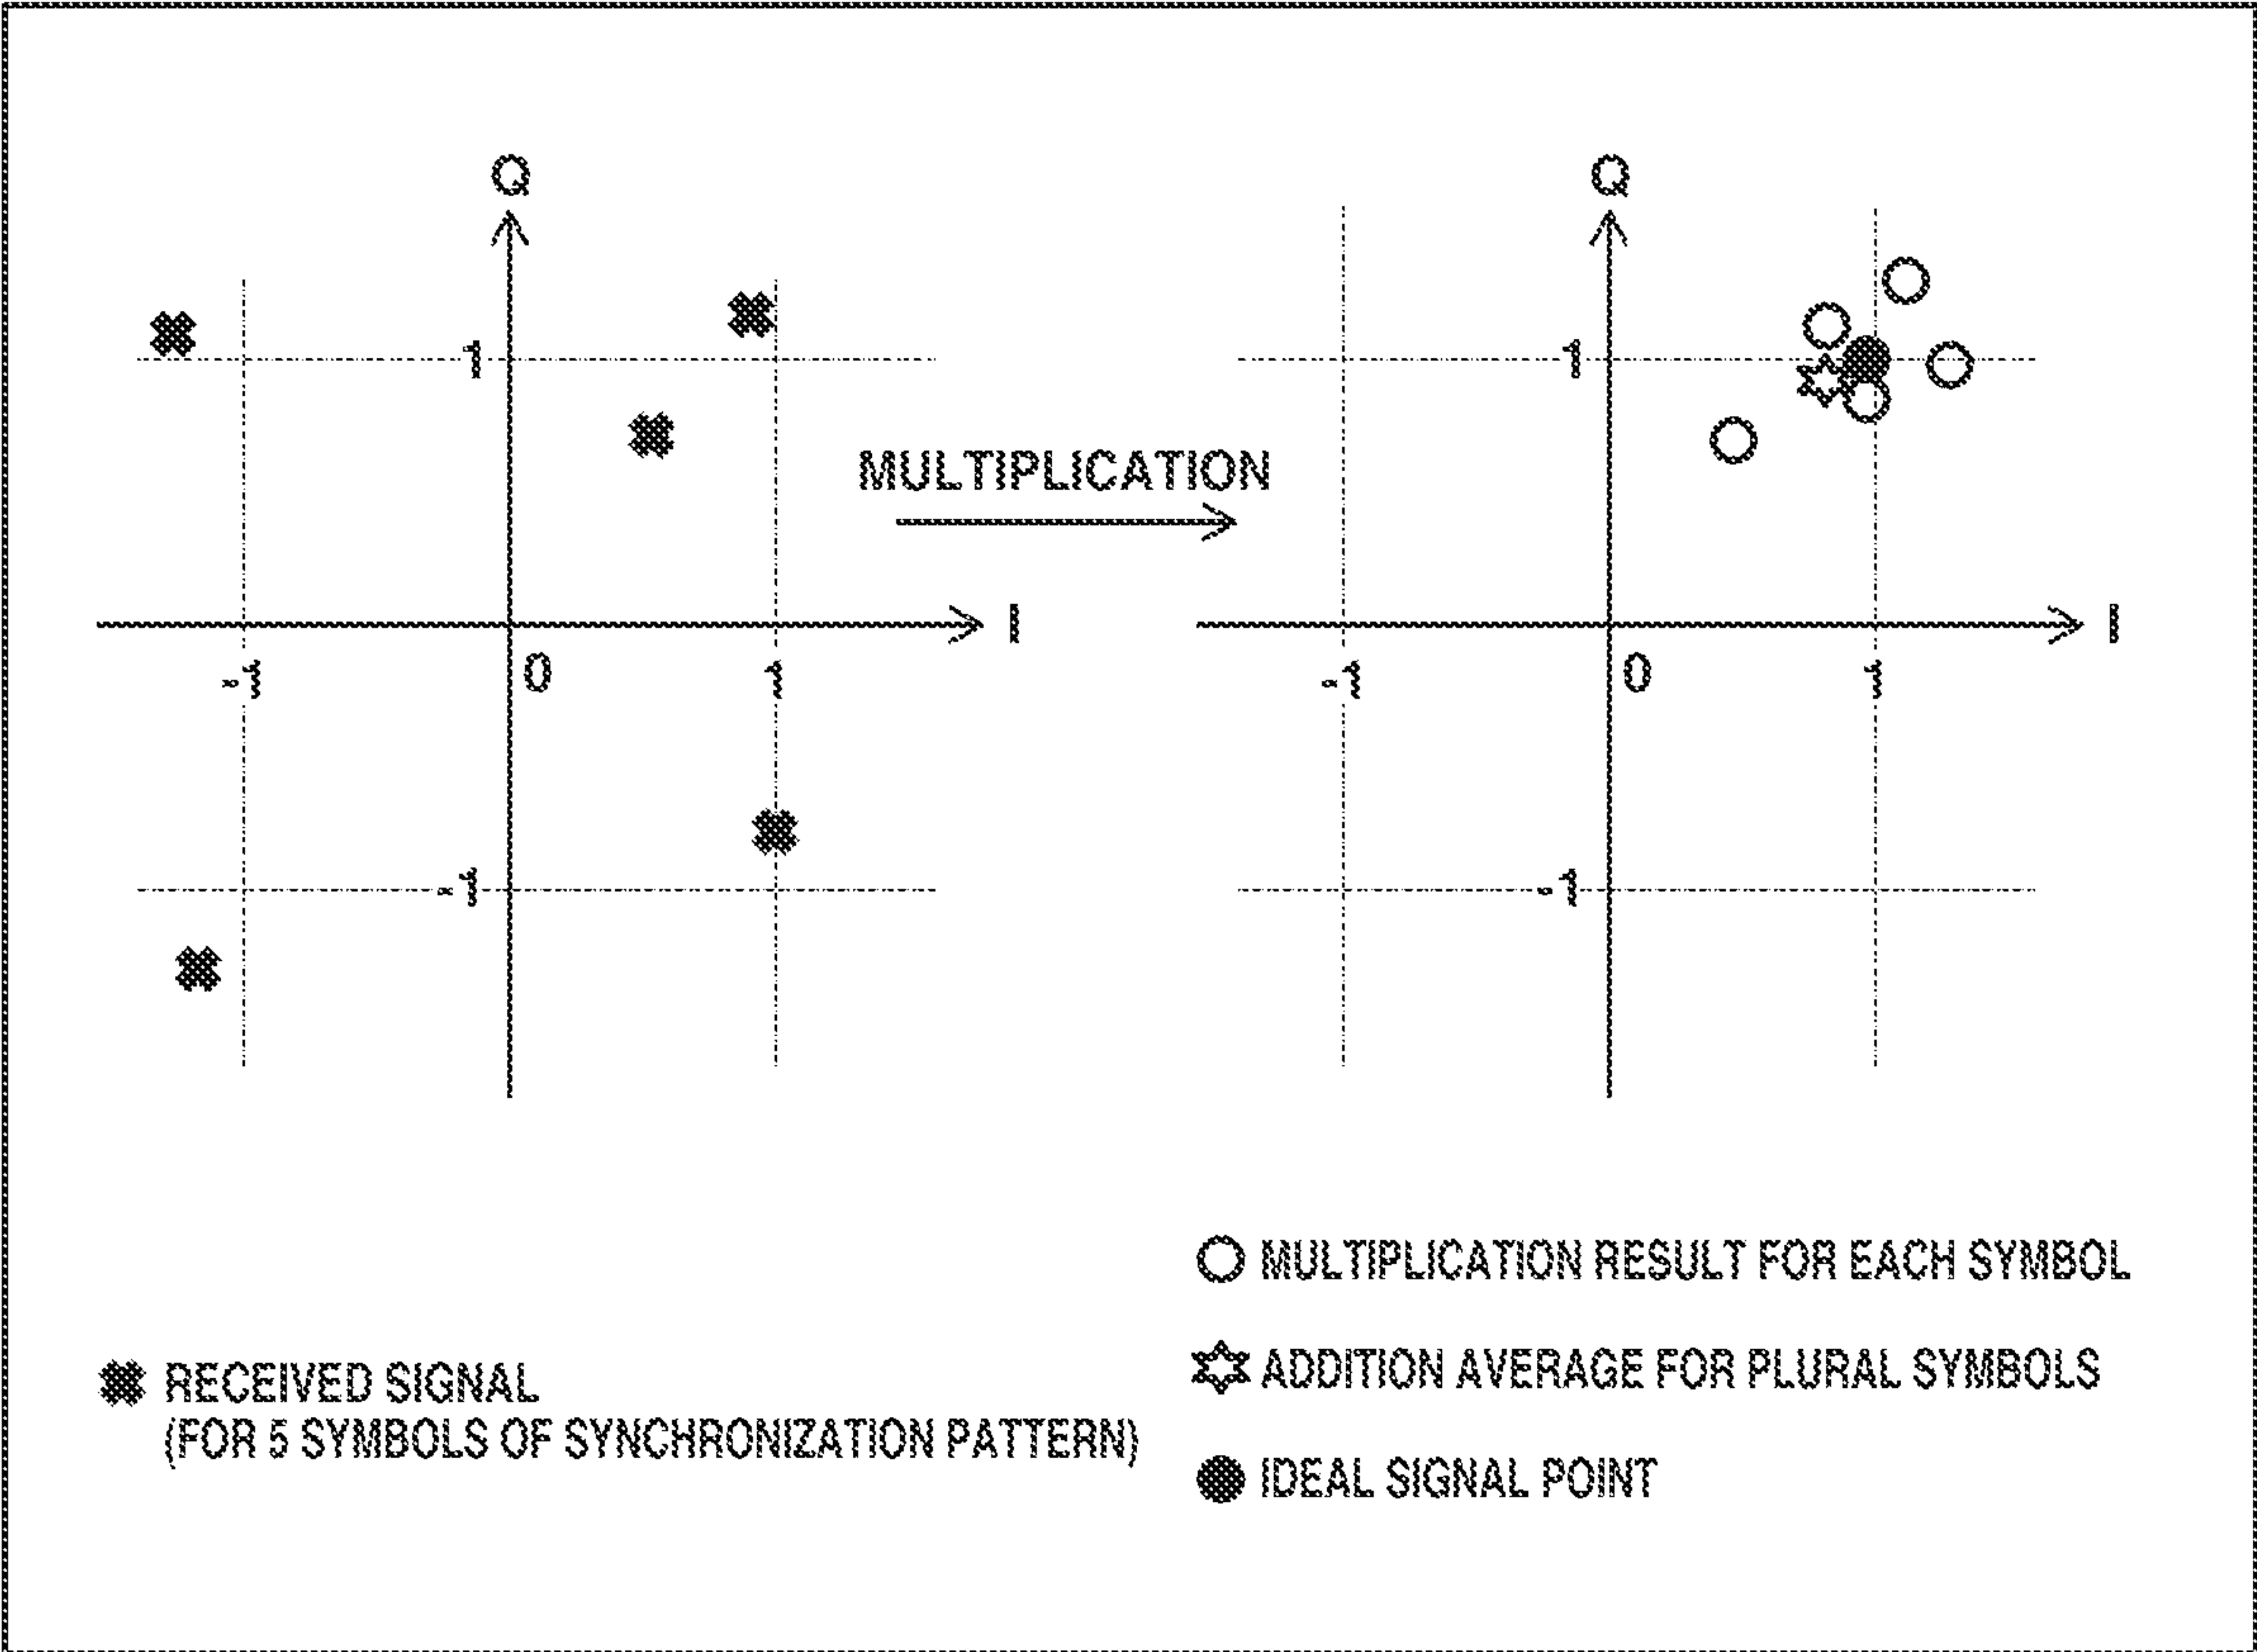 Q
1
I
-1
0
1
-1
MULTIPLICATION
Q
1
I
-1
0
1
-1
RECEIVED SIGNAL
(FOR 5 SYMBOLS OF SYNCHRONIZATION PATTERN)
MULTIPLICATION RESULT FOR EACH SYMBOL
ADDITION AVERAGE FOR PLURAL SYMBOLS
IDEAL SIGNAL POINT